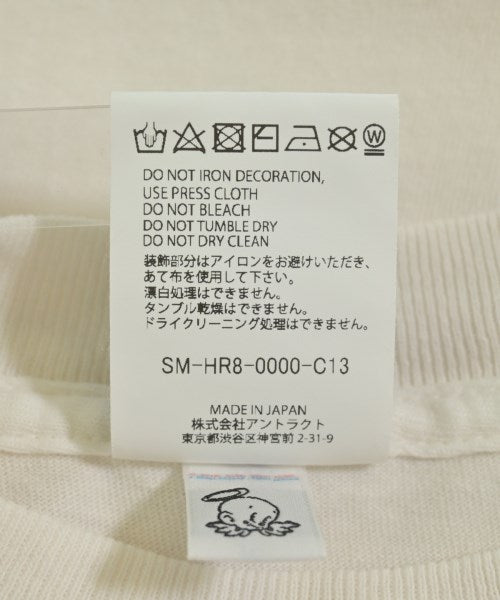 W
DO NOT IRON DECORATION,
USE PRESS CLOTH
DO NOT BLEACH
DO NOT TUMBLE DRY
DO NOT DRY CLEAN
装飾部分はアイロンをお避けいただき、
あて布を使用して下さい。
漂白処理はできません。
タンブル乾燥はできません。
ドライクリーニング処理はできません。
SM-HR8-0000-C13
MADE IN JAPAN
株式会社アントラクト
東京都渋谷区神宮前 2-31-9